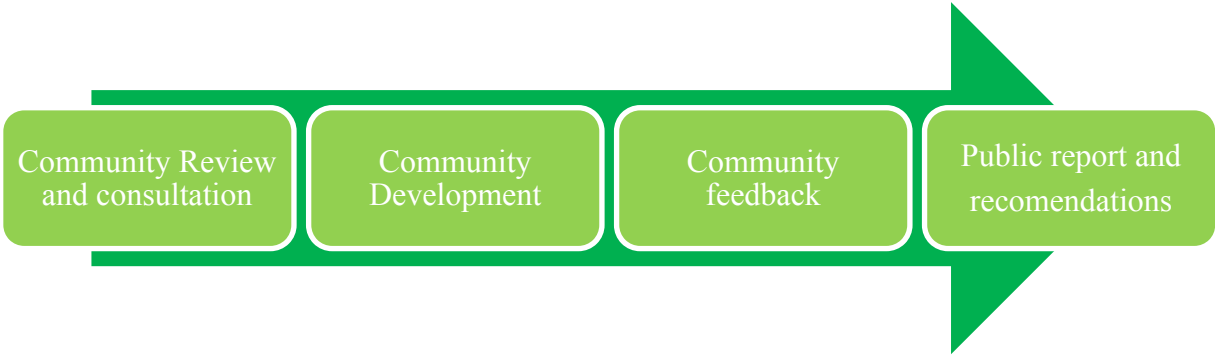 Community Review
and consultation
Community
Development
Community
feedback
Public report and
recomendations